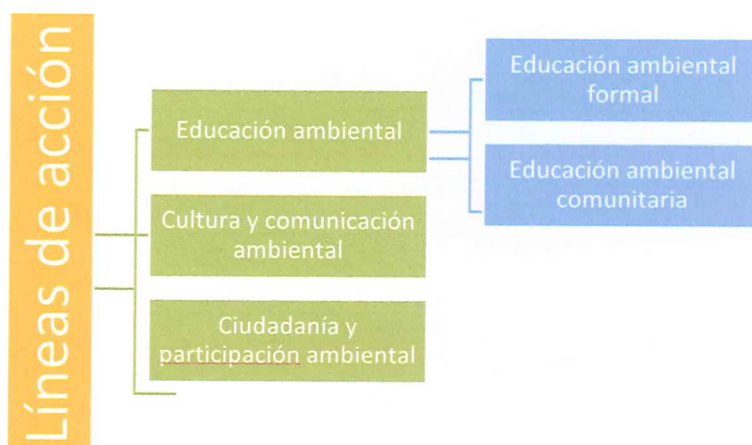 Líneas de acción
Educación ambiental
Cultura y comunicación
ambiental
Ciudadanía y
participación ambiental
Educación ambiental
formal
Educación ambiental
comunitaria